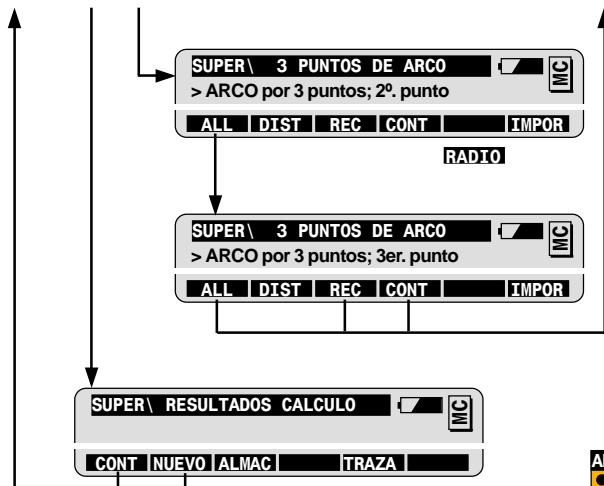 SUPER\ 3 PUNTOS DE ARCO
MC
> ARCO por 3 puntos; 2º. punto
ALL DIST REC CONT IMPOR
RADIO
SUPER\ 3 PUNTOS DE ARCO
MC
> ARCO por 3 puntos; 3er. punto
ALL DIST REC CONT IMPOR
SUPER\ RESULTADOS CALCULO
MC
CONT NUEVO ALMAC TRAZA